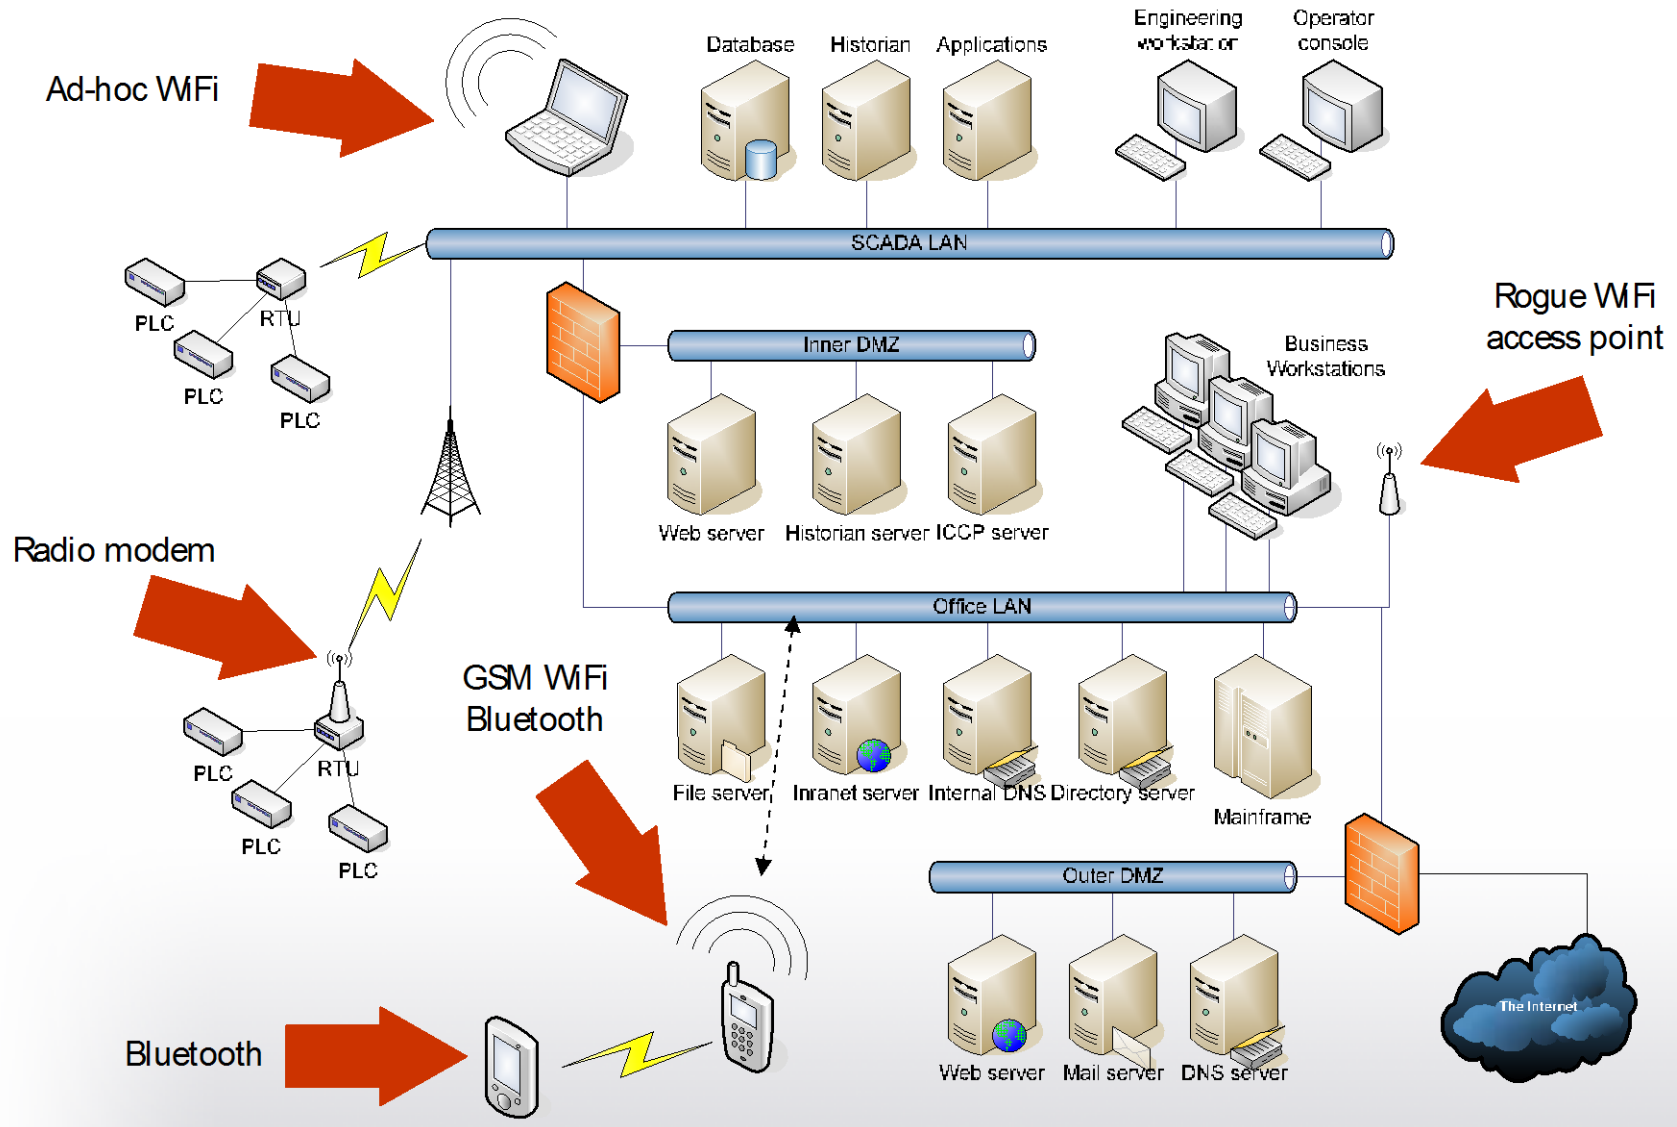 Ad-hoc WiFi
Database
Historian
Applications
Engineering
workstation
Operator
console
SCADA LAN
PLC
RTU
PLC
PLC
Inner DMZ
Web server
Historian server
ICCP server
Business
Workstations
Rogue WiFi
access point
Radio modem
Office LAN
GSM WiFi
Bluetooth
PLC
RTU
PLC
PLC
File server
Inranet server
Internal DNS
Directory server
Mainframe
Outer DMZ
Web server
Mail server
DNS server
The Internet
Bluetooth